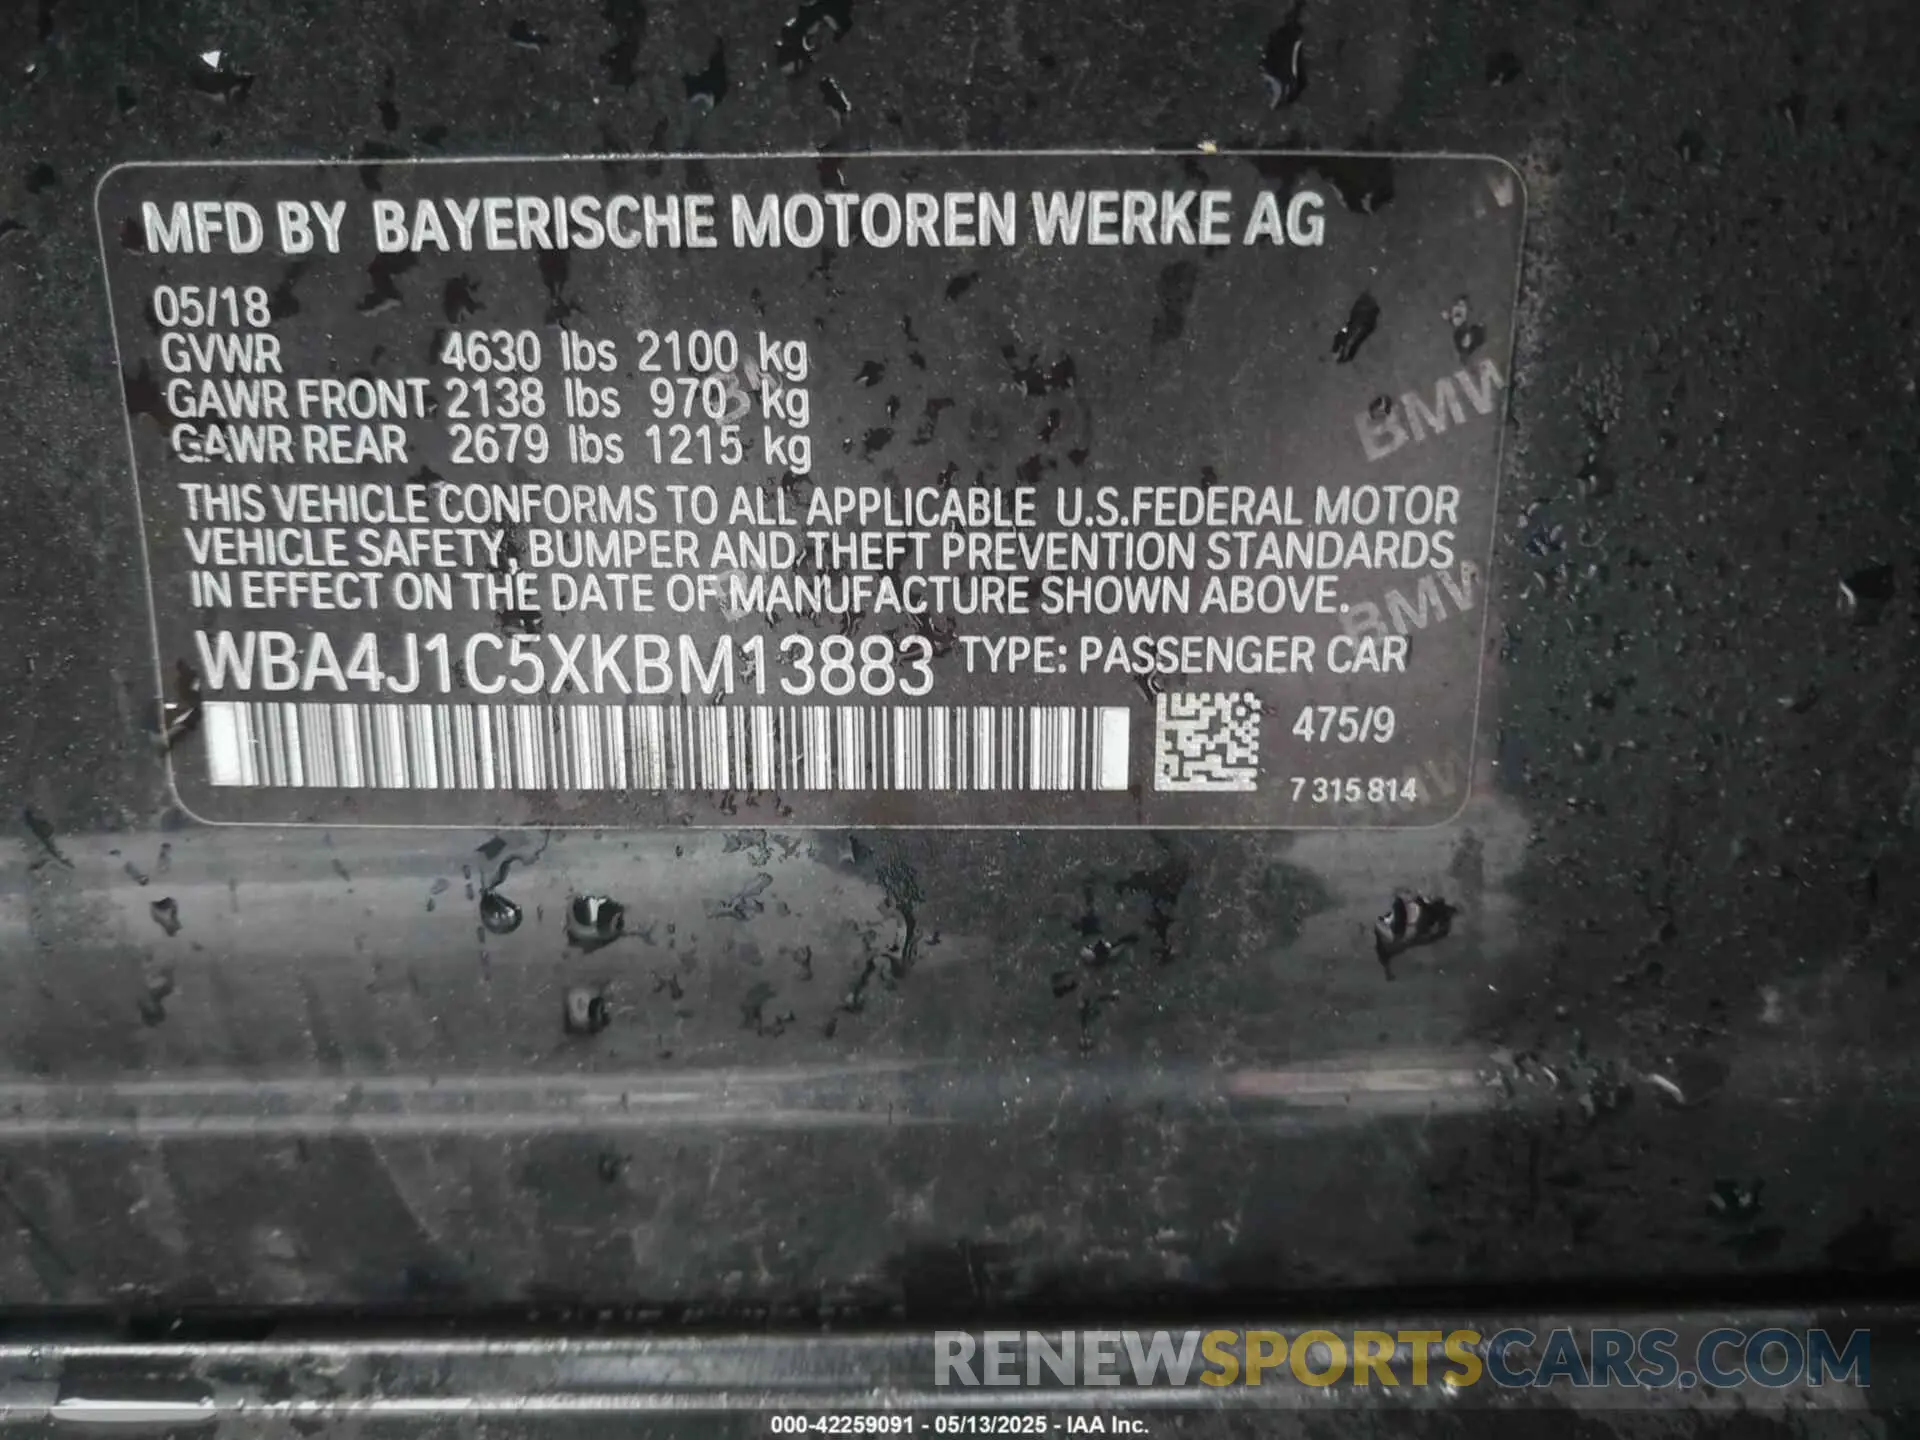 MFD BY BAYERISCHE MOTOREN WERKE AG
05/18
GVWR 4630 lbs 2100 kg
GAWR FRONT 2138 lbs 970 kg
GAWR REAR 2679 lbs 1215 kg
THIS VEHICLE CONFORMS TO ALL APPLICABLE U.S.FEDERAL MOTOR
VEHICLE SAFETY, BUMPER AND THEFT PREVENTION STANDARDS
IN EFFECT ON THE DATE OF MANUFACTURE SHOWN ABOVE.
WBA4J1C5XKBM13883 TYPE: PASSENGER CAR
475/9
7 315 814
BMW
BMW
RENEWSPORTSCARS.COM
000-42259091 - 05/13/2025 - IAA Inc.